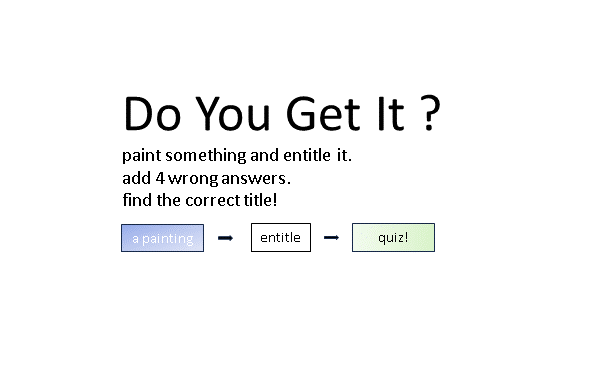 Do You Get It ?
paint something and entitle it.
add 4 wrong answers.
find the correct title!
a painting ➡ entitle ➡ quiz!